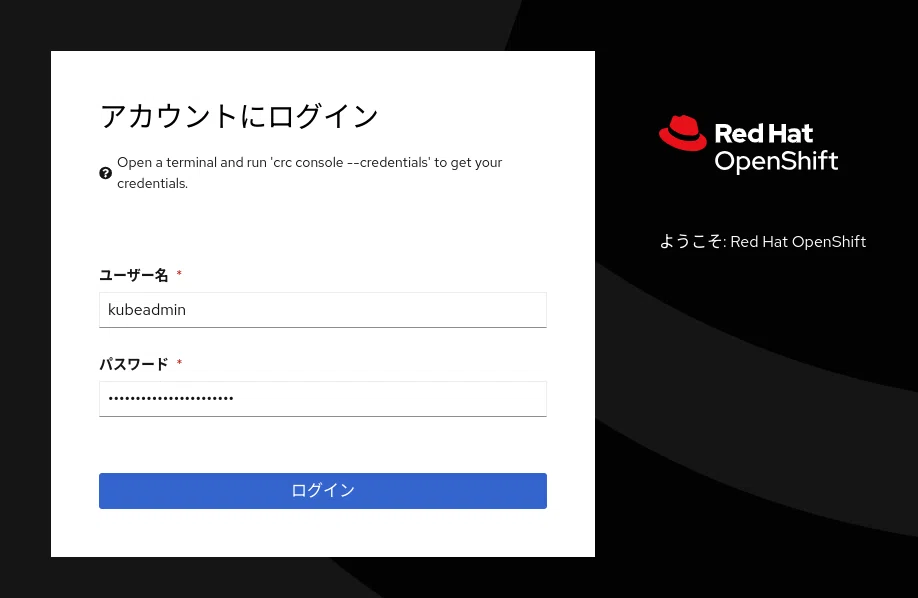 アカウントにログイン
Open a terminal and run 'crc console --credentials' to get your
credentials.
ユーザー名 *
kubeadmin
パスワード *
•••••••••••••••••••••••
ログイン
Red Hat
OpenShift
ようこそ: Red Hat OpenShift